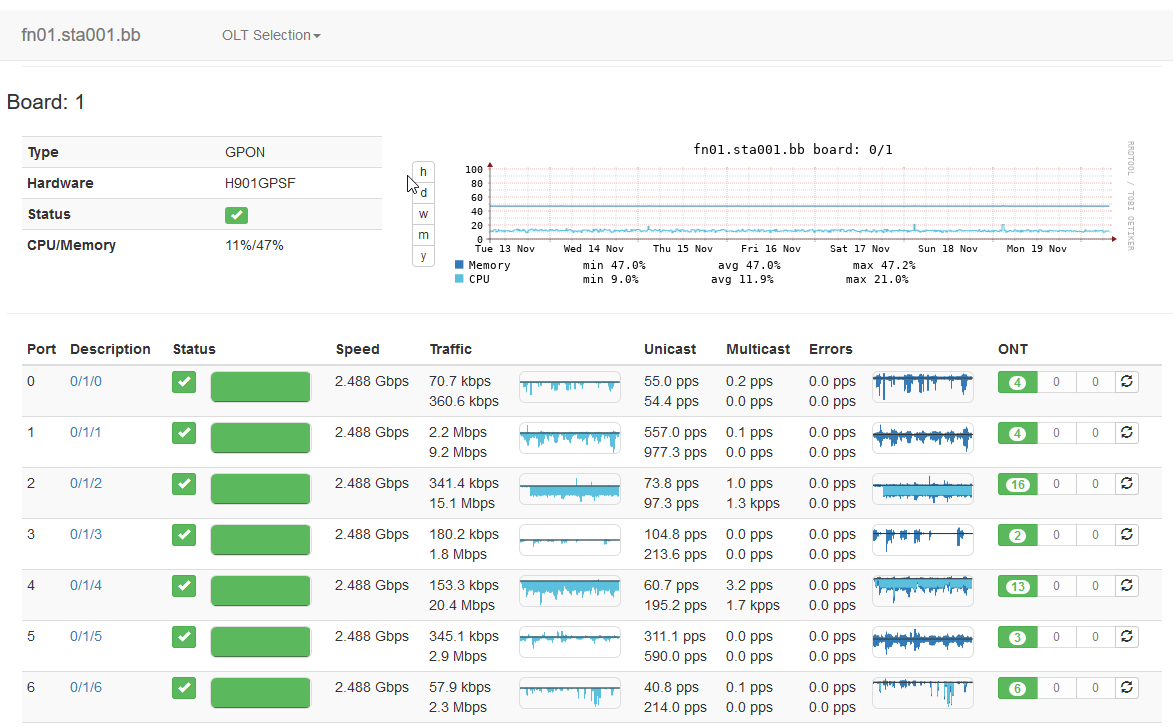 fn01.sta001.bb OLT Selection
Board: 1
Type GPON
Hardware H901GPSF
Status
CPU/Memory 11%/47%
h
d
w
m
y
fn01.sta001.bb board: 0/1
RRDTOOL / TOBI OETIKER
100
80
60
40
20
0
Tue 13 Nov Wed 14 Nov Thu 15 Nov Fri 16 Nov Sat 17 Nov Sun 18 Nov Mon 19 Nov
Memory min 47.0% avg 47.0% max 47.2%
CPU min 9.0% avg 11.9% max 21.0%
Port Description Status Speed Traffic Unicast Multicast Errors ONT
0 0/1/0 2.488 Gbps 70.7 kbps 55.0 pps 0.2 pps 0.0 pps 4 0 0
360.6 kbps 54.4 pps 0.0 pps 0.0 pps
1 0/1/1 2.488 Gbps 2.2 Mbps 557.0 pps 0.1 pps 0.0 pps 4 0 0
9.2 Mbps 977.3 pps 0.0 pps 0.0 pps
2 0/1/2 2.488 Gbps 341.4 kbps 73.8 pps 1.0 pps 0.0 pps 16 0 0
15.1 Mbps 97.3 pps 1.3 kpps 0.0 pps
3 0/1/3 2.488 Gbps 180.2 kbps 104.8 pps 0.0 pps 0.0 pps 2 0 0
1.8 Mbps 213.6 pps 0.0 pps 0.0 pps
4 0/1/4 2.488 Gbps 153.3 kbps 60.7 pps 3.2 pps 0.0 pps 13 0 0
20.4 Mbps 195.2 pps 1.7 kpps 0.0 pps
5 0/1/5 2.488 Gbps 345.1 kbps 311.1 pps 0.0 pps 0.0 pps 3 0 0
2.9 Mbps 590.0 pps 0.0 pps 0.0 pps
6 0/1/6 2.488 Gbps 57.9 kbps 40.8 pps 0.1 pps 0.0 pps 6 0 0
2.3 Mbps 214.0 pps 0.0 pps 0.0 pps